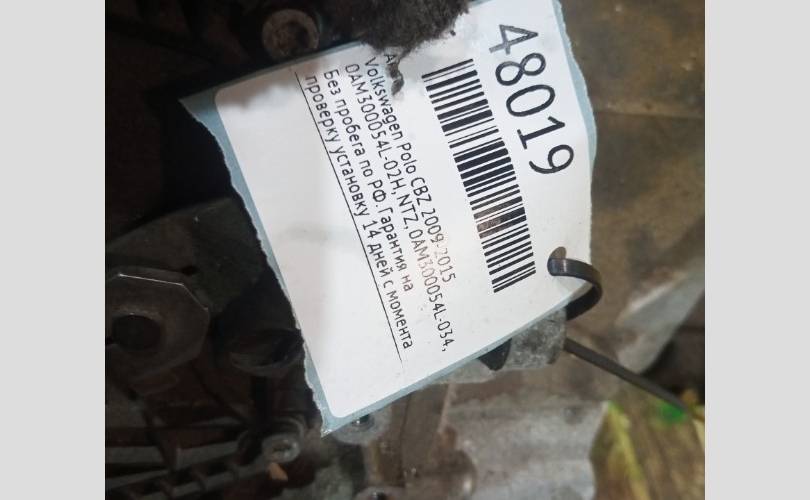 48019
Volkswagen Polo CBZ 2009-2015
0AM300054L-02H, NTZ, 0AM300054L-034,
Без пробега по РФ. Гарантия на
проверку установку 14 дней с момента